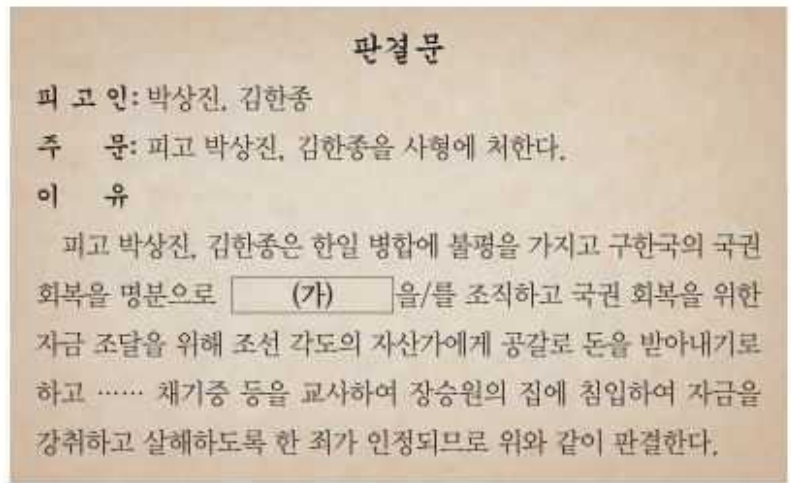 판결문
피 고 인: 박상진, 김한종
주 문: 피고 박상진, 김한종을 사형에 처한다.
이 유
피고 박상진, 김한종은 한일 병합에 불평을 가지고 구한국의 국권
회복을 명분으로 (가) 을/를 조직하고 국권 회복을 위한
자금 조달을 위해 조선 각도의 자산가에게 공갈로 돈을 받아내기로
하고 …… 채기중 등을 교사하여 장승원의 집에 침입하여 자금을
강취하고 살해하도록 한 죄가 인정되므로 위와 같이 판결한다.